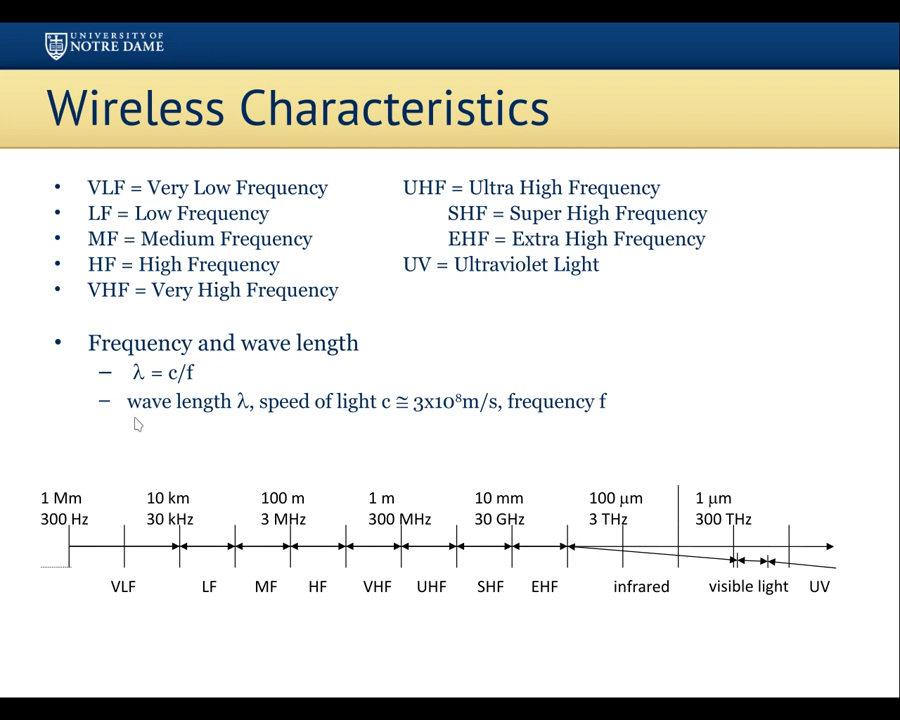 UNIVERSITY OF
NOTRE DAME
Wireless Characteristics
• VLF = Very Low Frequency UHF = Ultra High Frequency
• LF = Low Frequency SHF = Super High Frequency
• MF = Medium Frequency EHF = Extra High Frequency
• HF = High Frequency UV = Ultraviolet Light
• VHF = Very High Frequency
• Frequency and wave length
– λ = c/f
– wave length λ, speed of light c ≅ 3x10⁸m/s, frequency f
1 Mm 10 km 100 m 1 m 10 mm 100 μm 1 μm
300 Hz 30 kHz 3 MHz 300 MHz 30 GHz 3 THz 300 THz
VLF LF MF HF VHF UHF SHF EHF infrared visible light UV